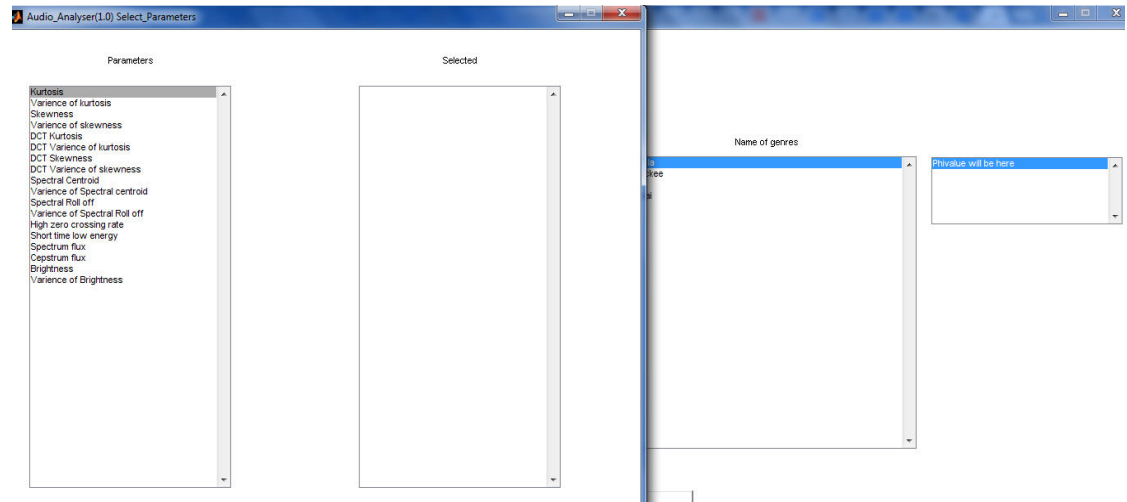 Audio_Analyser(1.0) Select_Parameters
Parameters
Selected
Kurtosis
Varience of kurtosis
Skewness
Varience of skewness
DCT Kurtosis
DCT Varience of kurtosis
DCT Skewness
DCT Varience of skewness
Spectral Centroid
Varience of Spectral centroid
Spectral Roll off
Varience of Spectral Roll off
High zero crossing rate
Short time low energy
Spectrum flux
Cepstrum flux
Brightness
Varience of Brightness
Name of genres
Phivalue will be here